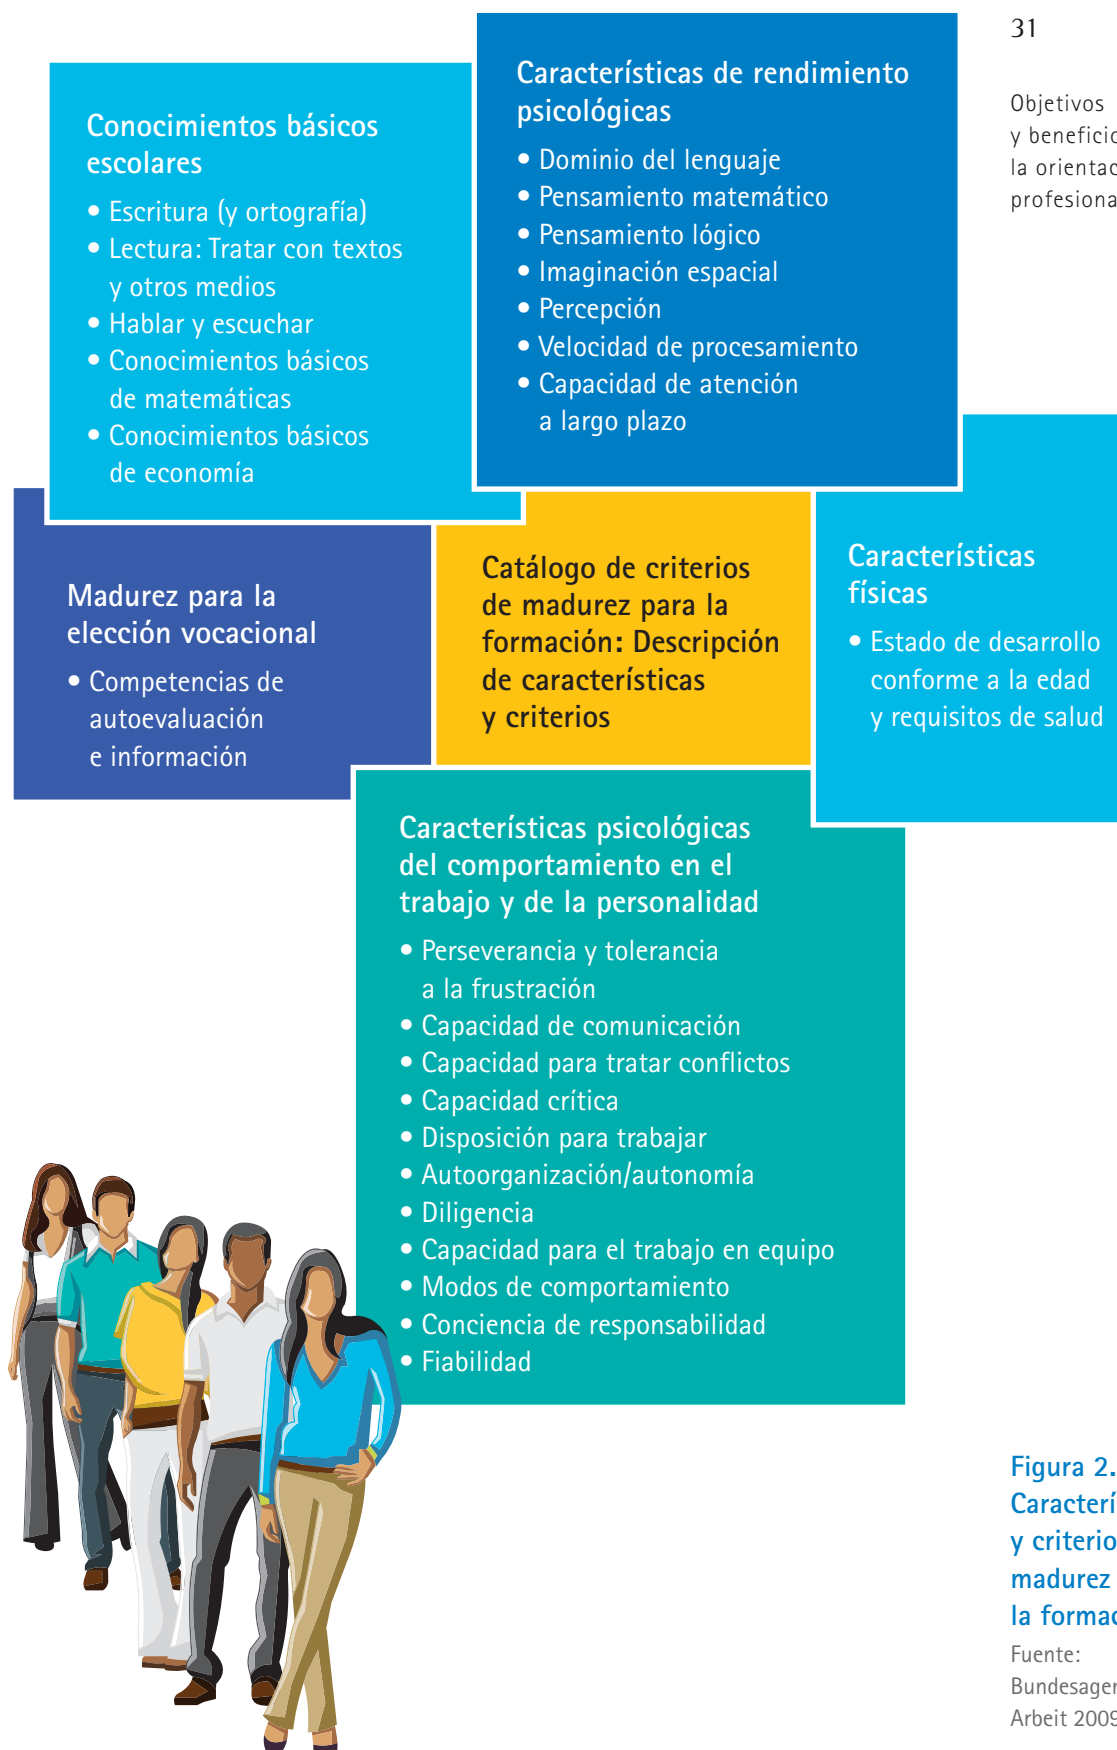 31
Objetivos
y beneficio
la orientac
profesiona
Conocimientos básicos
escolares
• Escritura (y ortografía)
• Lectura: Tratar con textos
y otros medios
• Hablar y escuchar
• Conocimientos básicos
de matemáticas
• Conocimientos básicos
de economía
Características de rendimiento
psicológicas
• Dominio del lenguaje
• Pensamiento matemático
• Pensamiento lógico
• Imaginación espacial
• Percepción
• Velocidad de procesamiento
• Capacidad de atención
a largo plazo
Madurez para la
elección vocacional
• Competencias de
autoevaluación
e información
Catálogo de criterios
de madurez para la
formación: Descripción
de características
y criterios
Características
físicas
• Estado de desarrollo
conforme a la edad
y requisitos de salud
Características psicológicas
del comportamiento en el
trabajo y de la personalidad
• Perseverancia y tolerancia
a la frustración
• Capacidad de comunicación
• Capacidad para tratar conflictos
• Capacidad crítica
• Disposición para trabajar
• Autoorganización/autonomía
• Diligencia
• Capacidad para el trabajo en equipo
• Modos de comportamiento
• Conciencia de responsabilidad
• Fiabilidad
Figura 2.
Caracterí
y criterio
madurez
la formac
Fuente:
Bundesager
Arbeit 2009